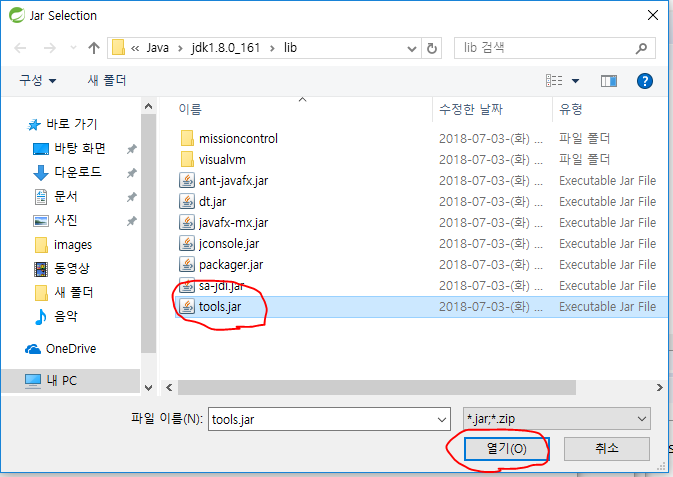 Jar Selection
« Java > jdk1.8.0_161 > lib
lib 검색
구성
새 폴더
이름 수정한 날짜 유형
바로 가기
바탕 화면
다운로드
문서
사진
images
동영상
새 폴더
음악
OneDrive
내 PC
missioncontrol 2018-07-03-(화) ... 파일 폴더
visualvm 2018-07-03-(화) ... 파일 폴더
ant-javafx.jar 2018-07-03-(화) ... Executable Jar File
dt.jar 2018-07-03-(화) ... Executable Jar File
javafx-mx.jar 2018-07-03-(화) ... Executable Jar File
jconsole.jar 2018-07-03-(화) ... Executable Jar File
packager.jar 2018-07-03-(화) ... Executable Jar File
sa-jdi.jar 2018-07-03-(화) ... Executable Jar File
tools.jar 2018-07-03-(화) ... Executable Jar File
파일 이름(N): tools.jar
*.jar;*.zip
열기(O)
취소